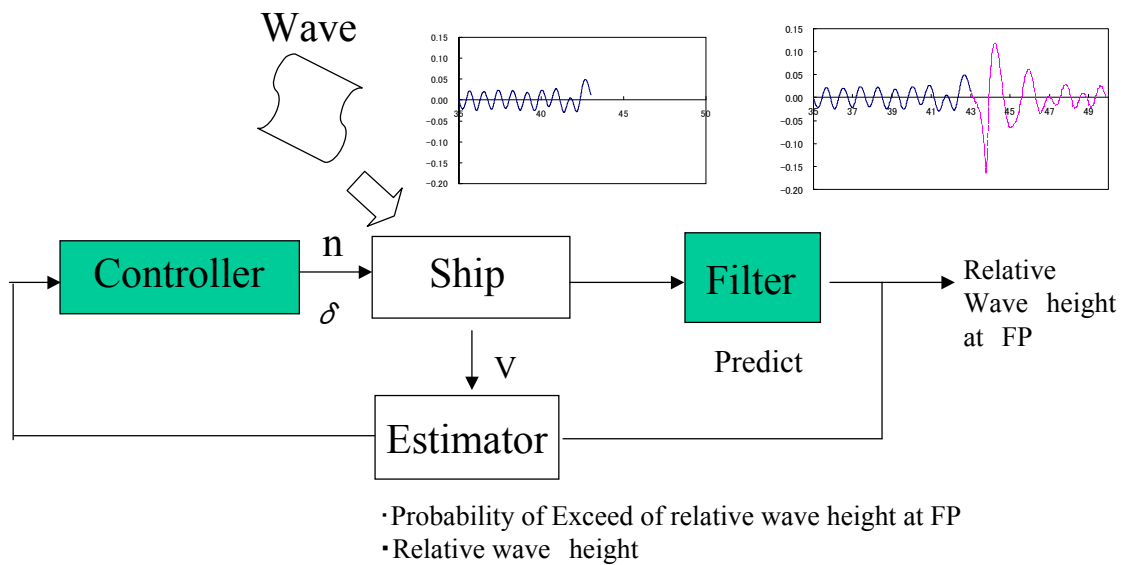 Wave
0.15
0.10
0.05
0.00
-0.05
-0.10
-0.15
-0.20
35
40
45
50
0.15
0.10
0.05
0.00
-0.05
-0.10
-0.15
-0.20
35
37
39
41
43
45
47
49
Controller
n
δ
Ship
Filter
Relative
Wave height
at FP
V
Predict
Estimator
・Probability of Exceed of relative wave height at FP
・Relative wave height